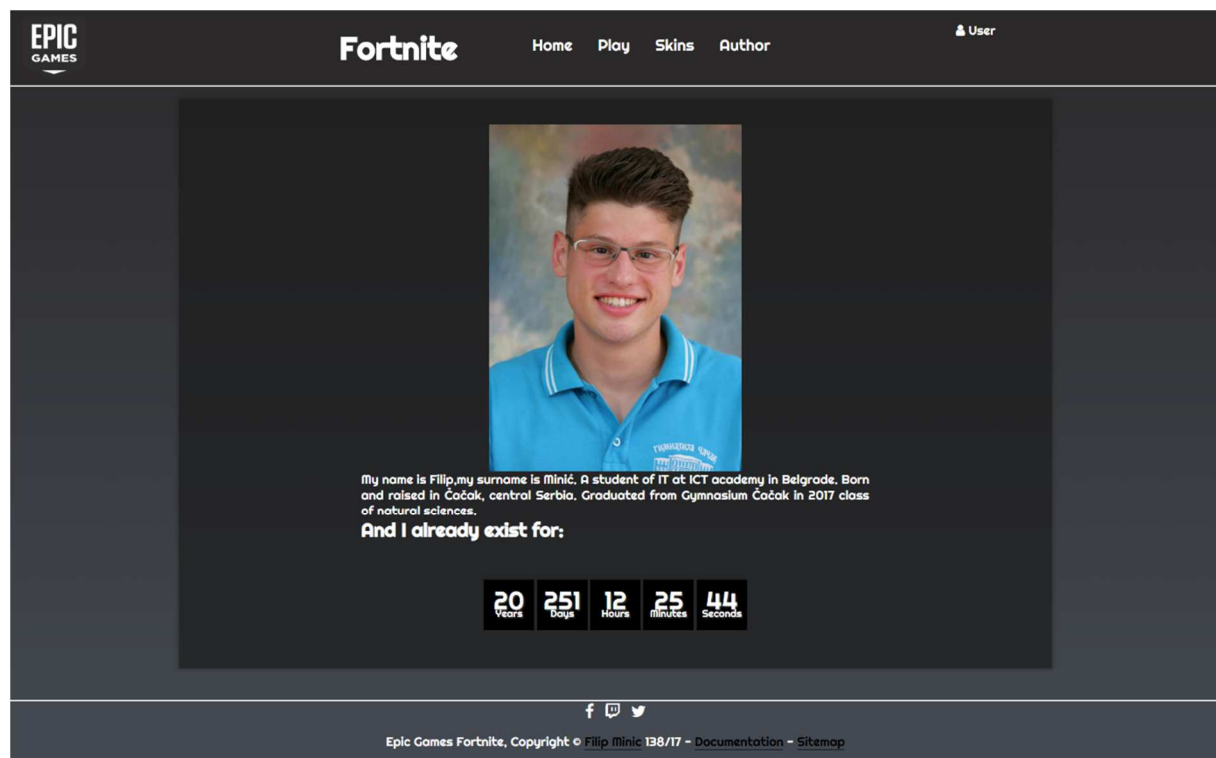 EPIC
GAMES
Fortnite Home Play Skins Author
User
My name is Filip,my surname is Minić. A student of IT at ICT academy in Belgrade. Born
and raised in Čačak, central Serbia. Graduated from Gymnasium Čačak in 2017 class
of natural sciences.
And I already exist for:
20 251 12 25 44
Years Days Hours Minutes Seconds
Epic Games Fortnite, Copyright © Filip Minic 138/17 - Documentation - Sitemap